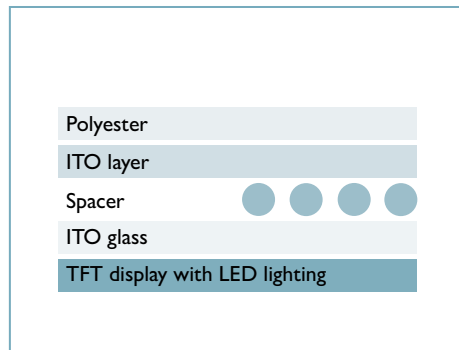 Polyester
ITO layer
Spacer
ITO glass
TFT display with LED lighting